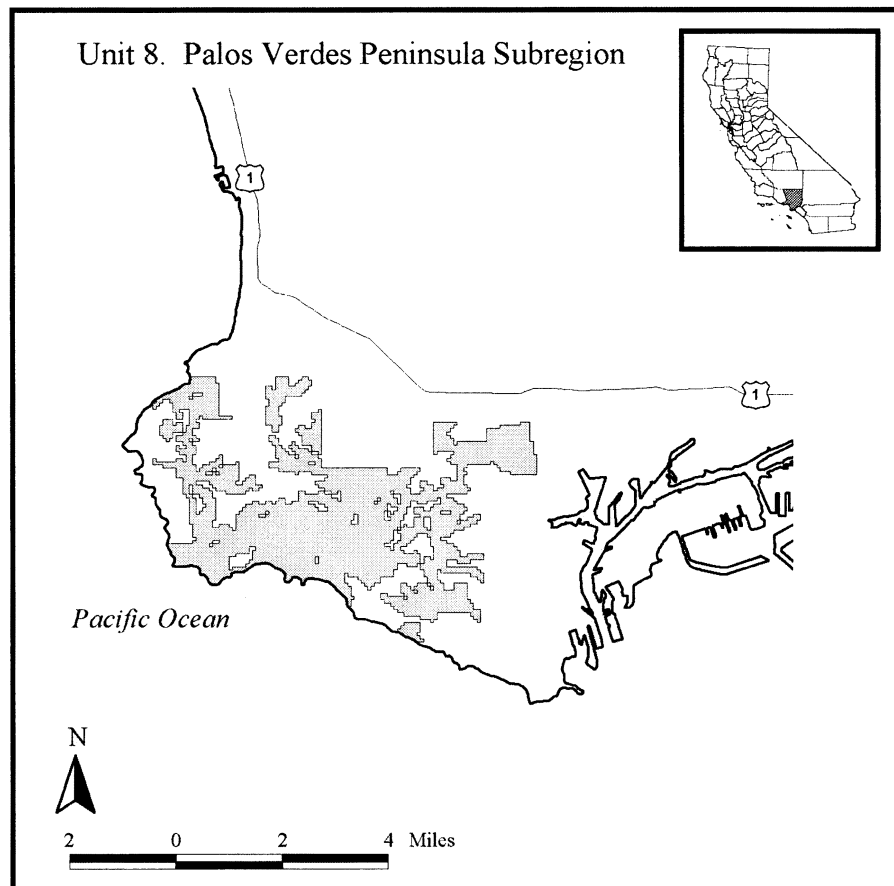 Unit 8. Palos Verdes Peninsula Subregion
1
1
Pacific Ocean
N
2 0 2 4 Miles